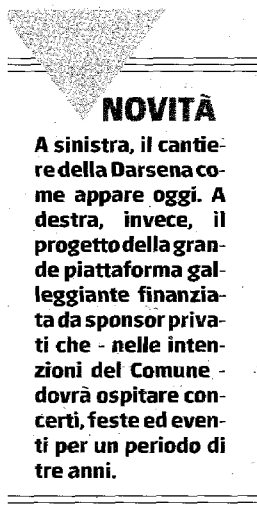 NOVITÀ
A sinistra, il cantie-
re della Darsena co-
me appare oggi. A
destra, invece, il
progetto della gran-
de piattaforma gal-
leggiante finanzia-
ta da sponsor priva-
ti che - nelle inten-
zioni del Comune -
dovrà ospitare con-
certi, feste ed even-
ti per un periodo di
tre anni.